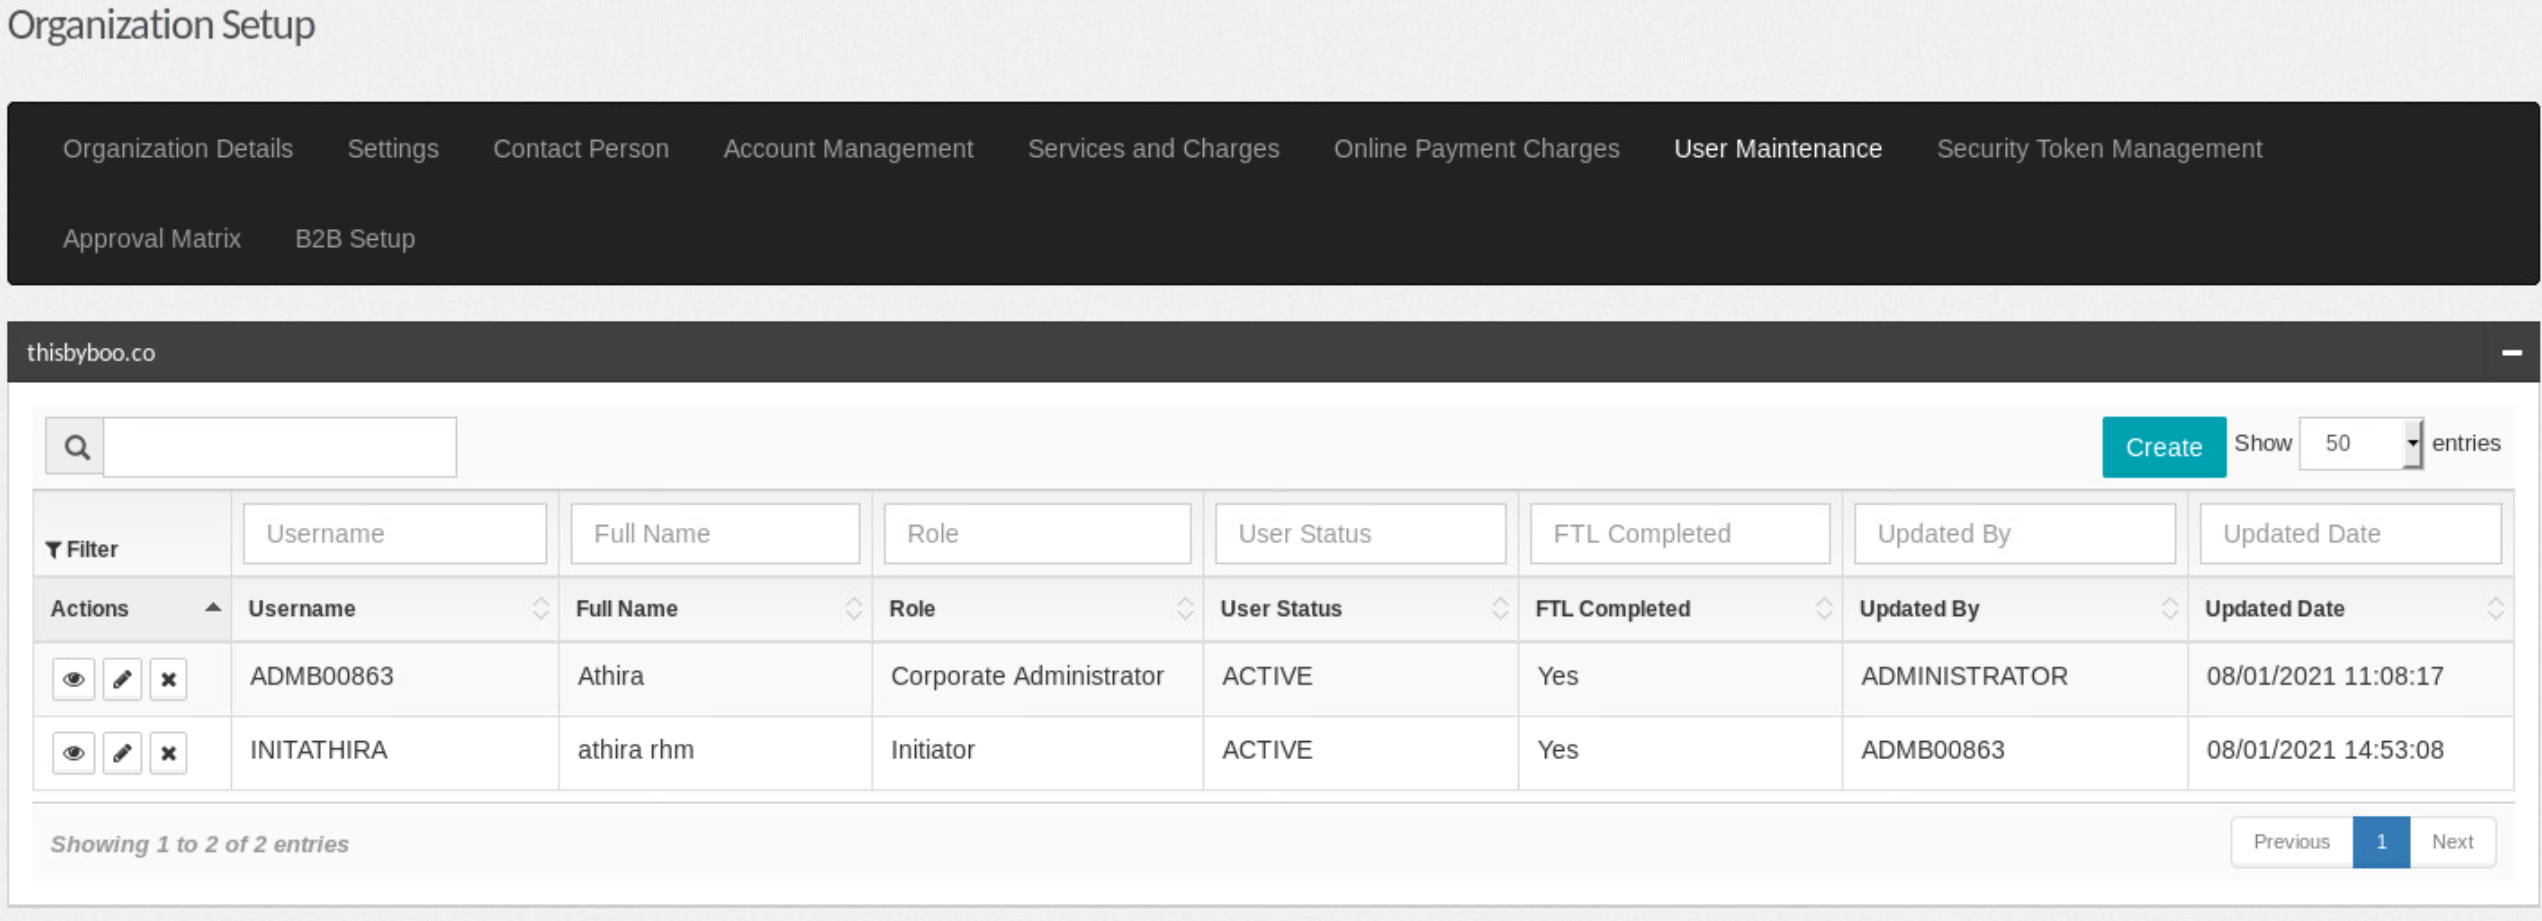 Organization Setup
Organization Details Settings Contact Person Account Management Services and Charges Online Payment Charges User Maintenance Security Token Management
Approval Matrix B2B Setup
thisbyboo.co
Create Show 50 entries
Filter Username Full Name Role User Status FTL Completed Updated By Updated Date
Actions Username Full Name Role User Status FTL Completed Updated By Updated Date
ADMB00863 Athira Corporate Administrator ACTIVE Yes ADMINISTRATOR 08/01/2021 11:08:17
INITATHIRA athira rhm Initiator ACTIVE Yes ADMB00863 08/01/2021 14:53:08
Showing 1 to 2 of 2 entries Previous 1 Next